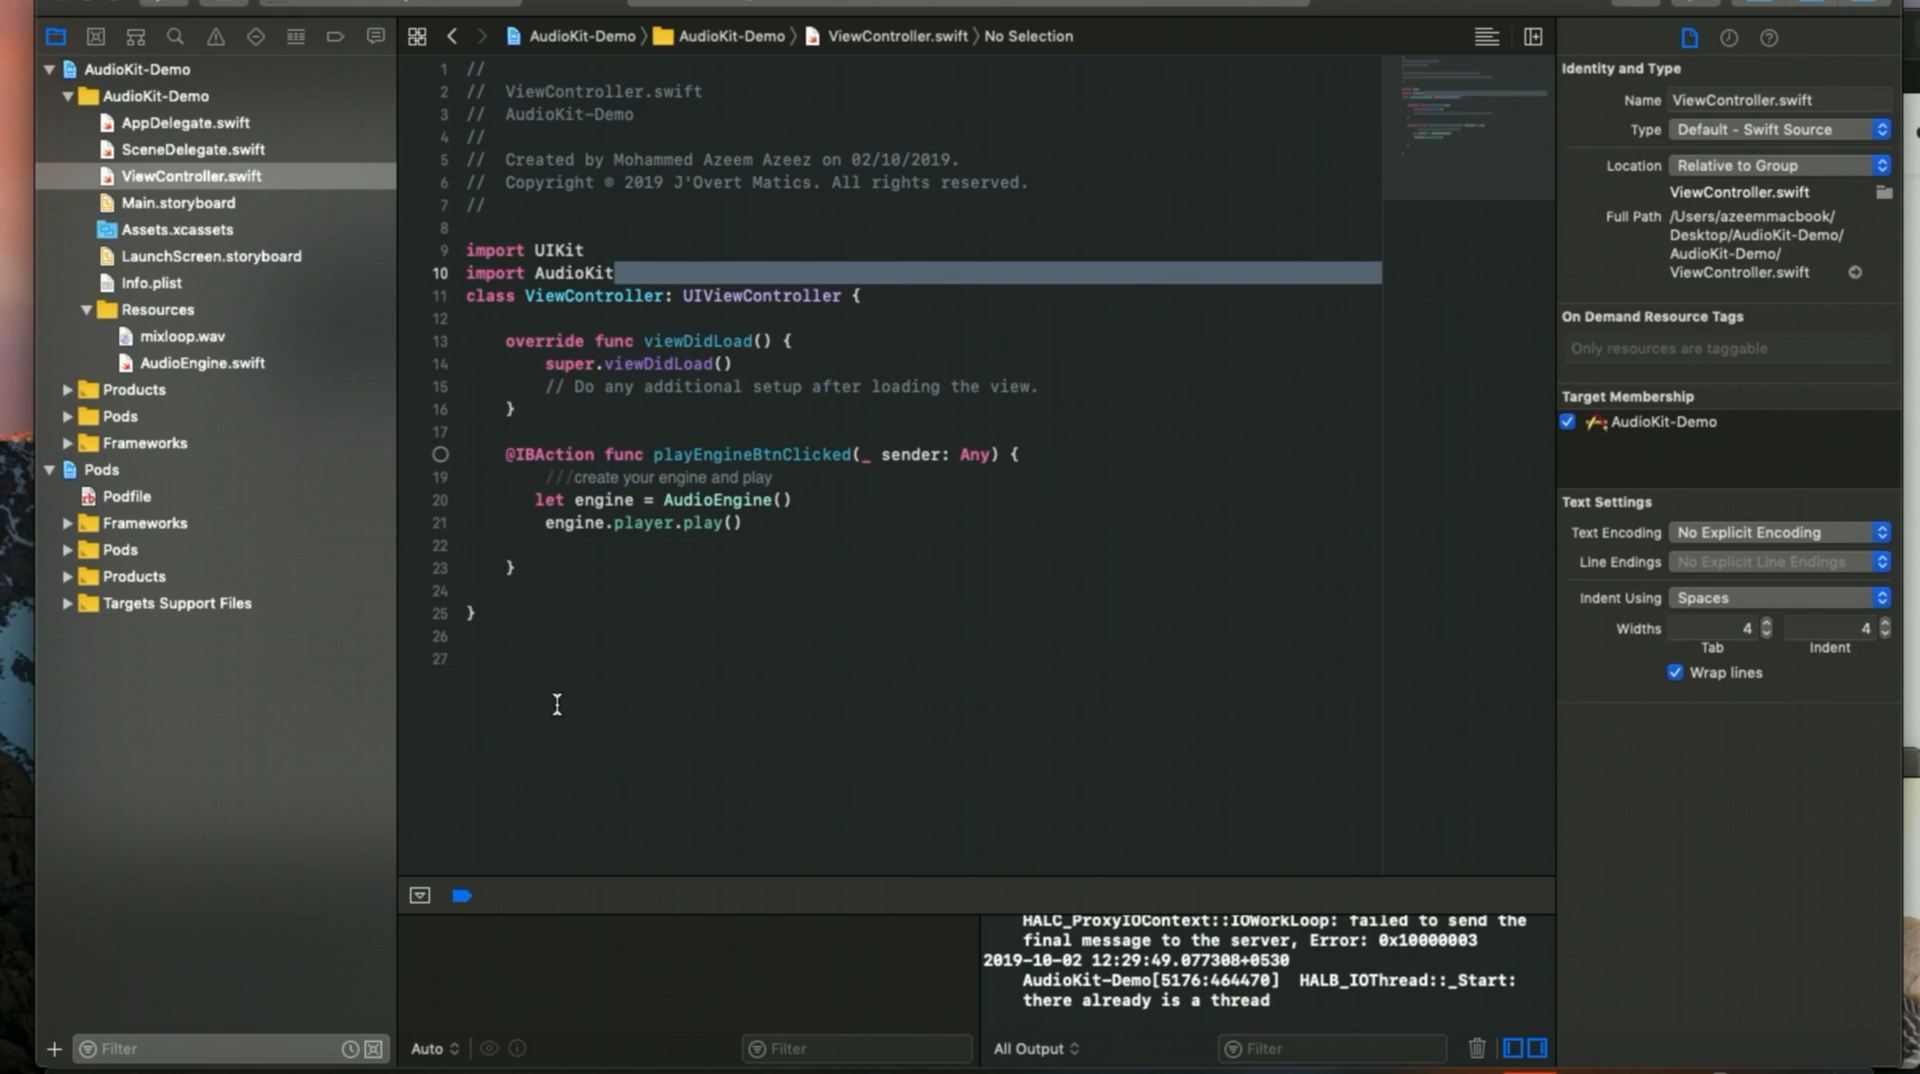 AudioKit-Demo
AudioKit-Demo
AppDelegate.swift
SceneDelegate.swift
ViewController.swift
Main.storyboard
Assets.xcassets
LaunchScreen.storyboard
Info.plist
Resources
mixloop.wav
AudioEngine.swift
Products
Pods
Frameworks
Pods
Podfile
Frameworks
Pods
Products
Targets Support Files
Filter
AudioKit-Demo AudioKit-Demo ViewController.swift No Selection
1 //
2 // ViewController.swift
3 // AudioKit-Demo
4 //
5 // Created by Mohammed Azeem Azeez on 02/10/2019.
6 // Copyright © 2019 J'Overt Matics. All rights reserved.
7 //
8
9 import UIKit
10 import AudioKit
11 class ViewController: UIViewController {
12
13 override func viewDidLoad() {
14 super.viewDidLoad()
15 // Do any additional setup after loading the view.
16 }
17
@IBAction func playEngineBtnClicked(_ sender: Any) {
19 ///create your engine and play
20 let engine = AudioEngine()
21 engine.player.play()
22
23 }
24
25 }
26
27
Auto
Filter
HALC_ProxyIOContext::IOWorkLoop: failed to send the
final message to the server, Error: 0x10000003
2019-10-02 12:29:49.077308+0530
AudioKit-Demo[5176:464470] HALB_IOThread::_Start:
there already is a thread
All Output
Filter
Identity and Type
Name ViewController.swift
Type Default - Swift Source
Location Relative to Group
ViewController.swift
Full Path /Users/azeemmacbook/
Desktop/AudioKit-Demo/
AudioKit-Demo/
ViewController.swift
On Demand Resource Tags
Only resources are taggable
Target Membership
AudioKit-Demo
Text Settings
Text Encoding No Explicit Encoding
Line Endings No Explicit Line Endings
Indent Using Spaces
Widths 4 4
Tab Indent
Wrap lines